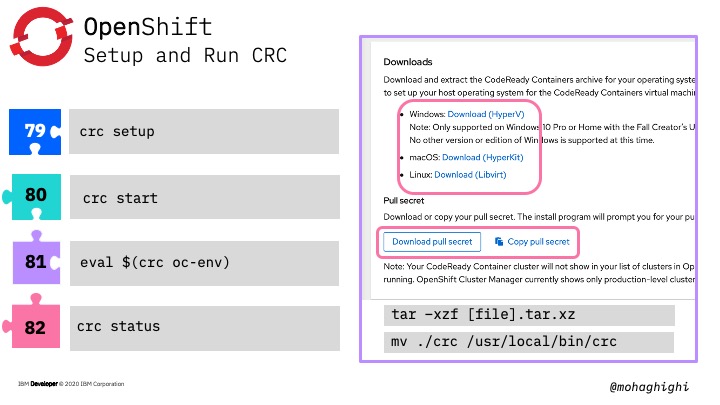 OpenShift
Setup and Run CRC
79
crc setup
80
crc start
81
eval $(crc oc-env)
82
crc status
Downloads
Download and extract the CodeReady Containers archive for your operating syste
to set up your host operating system for the CodeReady Containers virtual machin
• Windows: Download (HyperV)
Note: Only supported on Windows 10 Pro or Home with the Fall Creator's U
No other version or edition of Windows is supported at this time.
• macOS: Download (HyperKit)
• Linux: Download (Libvirt)
Pull secret
Download or copy your pull secret. The install program will prompt you for your pu
Download pull secret
Copy pull secret
Note: Your CodeReady Container cluster will not show in your list of clusters in Op
running. OpenShift Cluster Manager currently shows only production-level cluster
tar –xzf [file].tar.xz
mv ./crc /usr/local/bin/crc
IBM Developer © 2020 IBM Corporation
@mohaghighi